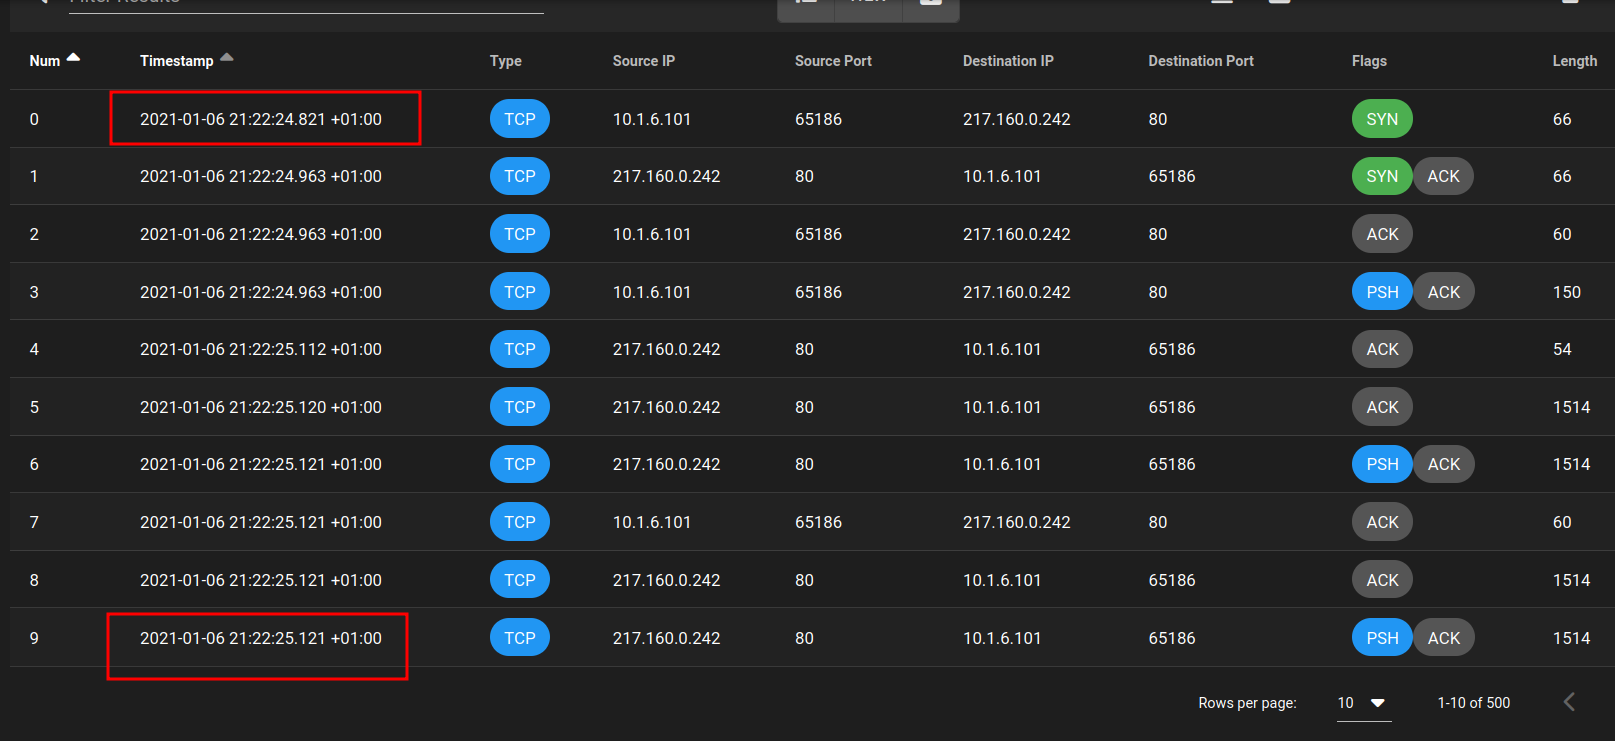 Num Timestamp Type Source IP Source Port Destination IP Destination Port Flags Length
0 2021-01-06 21:22:24.821 +01:00 TCP 10.1.6.101 65186 217.160.0.242 80 SYN 66
1 2021-01-06 21:22:24.963 +01:00 TCP 217.160.0.242 80 10.1.6.101 65186 SYN ACK 66
2 2021-01-06 21:22:24.963 +01:00 TCP 10.1.6.101 65186 217.160.0.242 80 ACK 60
3 2021-01-06 21:22:24.963 +01:00 TCP 10.1.6.101 65186 217.160.0.242 80 PSH ACK 150
4 2021-01-06 21:22:25.112 +01:00 TCP 217.160.0.242 80 10.1.6.101 65186 ACK 54
5 2021-01-06 21:22:25.120 +01:00 TCP 217.160.0.242 80 10.1.6.101 65186 ACK 1514
6 2021-01-06 21:22:25.121 +01:00 TCP 217.160.0.242 80 10.1.6.101 65186 PSH ACK 1514
7 2021-01-06 21:22:25.121 +01:00 TCP 10.1.6.101 65186 217.160.0.242 80 ACK 60
8 2021-01-06 21:22:25.121 +01:00 TCP 217.160.0.242 80 10.1.6.101 65186 ACK 1514
9 2021-01-06 21:22:25.121 +01:00 TCP 217.160.0.242 80 10.1.6.101 65186 PSH ACK 1514
Rows per page: 10 1-10 of 500